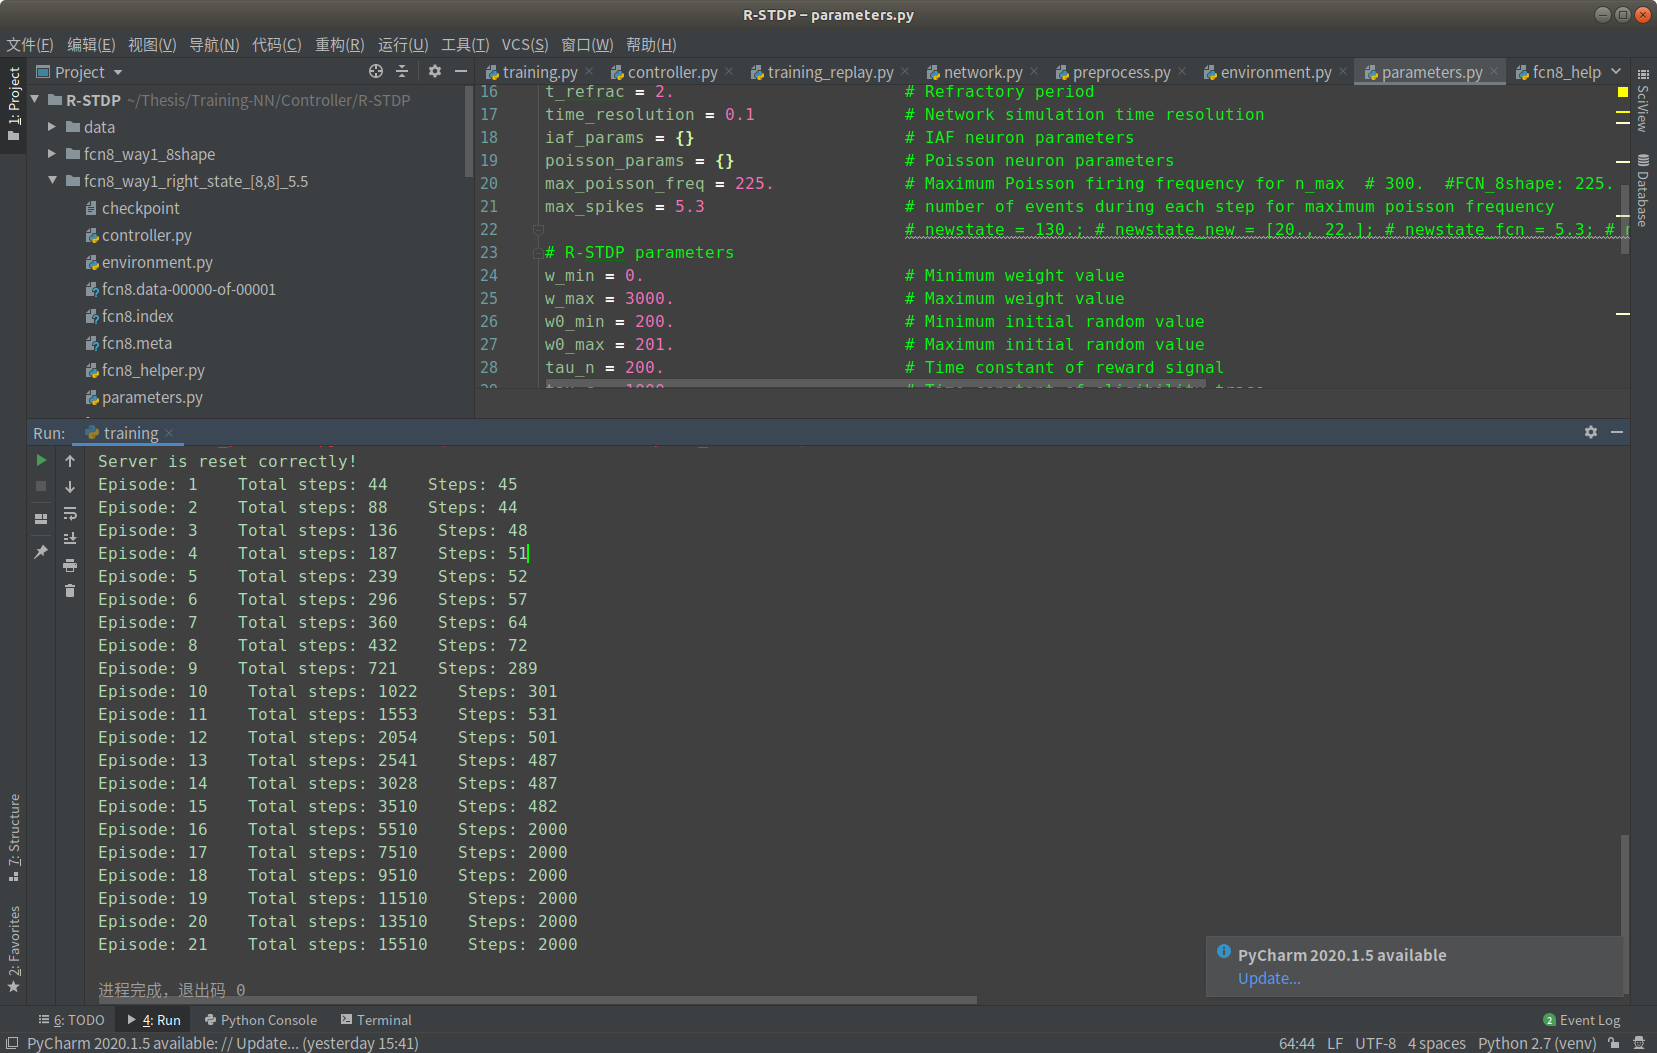 R-STDP – parameters.py
文件(F) 编辑(E) 视图(V) 导航(N) 代码(C) 重构(R) 运行(U) 工具(T) VCS(S) 窗口(W) 帮助(H)
1: Project
Project
training.py controller.py training_replay.py network.py preprocess.py environment.py parameters.py fcn8_help
R-STDP ~/Thesis/Training-NN/Controller/R-STDP
data
fcn8_way1_8shape
fcn8_way1_right_state_[8,8]_5.5
checkpoint
controller.py
environment.py
fcn8.data-00000-of-00001
fcn8.index
fcn8.meta
fcn8_helper.py
parameters.py
16 t_refrac = 2. # Refractory period
17 time_resolution = 0.1 # Network simulation time resolution
18 iaf_params = {} # IAF neuron parameters
19 poisson_params = {} # Poisson neuron parameters
20 max_poisson_freq = 225. # Maximum Poisson firing frequency for n_max # 300. #FCN_8shape: 225.
21 max_spikes = 5.3 # number of events during each step for maximum poisson frequency
22 # newstate = 130.; # newstate_new = [20., 22.]; # newstate_fcn = 5.3; #
23 # R-STDP parameters
24 w_min = 0. # Minimum weight value
25 w_max = 3000. # Maximum weight value
26 w0_min = 200. # Minimum initial random value
27 w0_max = 201. # Maximum initial random value
28 tau_n = 200. # Time constant of reward signal
SciView
Database
Run: training
Server is reset correctly!
Episode: 1 Total steps: 44 Steps: 45
Episode: 2 Total steps: 88 Steps: 44
Episode: 3 Total steps: 136 Steps: 48
Episode: 4 Total steps: 187 Steps: 51
Episode: 5 Total steps: 239 Steps: 52
Episode: 6 Total steps: 296 Steps: 57
Episode: 7 Total steps: 360 Steps: 64
Episode: 8 Total steps: 432 Steps: 72
Episode: 9 Total steps: 721 Steps: 289
Episode: 10 Total steps: 1022 Steps: 301
Episode: 11 Total steps: 1553 Steps: 531
Episode: 12 Total steps: 2054 Steps: 501
Episode: 13 Total steps: 2541 Steps: 487
Episode: 14 Total steps: 3028 Steps: 487
Episode: 15 Total steps: 3510 Steps: 482
Episode: 16 Total steps: 5510 Steps: 2000
Episode: 17 Total steps: 7510 Steps: 2000
Episode: 18 Total steps: 9510 Steps: 2000
Episode: 19 Total steps: 11510 Steps: 2000
Episode: 20 Total steps: 13510 Steps: 2000
Episode: 21 Total steps: 15510 Steps: 2000
进程完成，退出码 0
7: Structure
2: Favorites
PyCharm 2020.1.5 available
Update...
6: TODO 4: Run Python Console Terminal
2 Event Log
PyCharm 2020.1.5 available: // Update... (yesterday 15:41)
64:44 LF UTF-8 4 spaces Python 2.7 (venv)